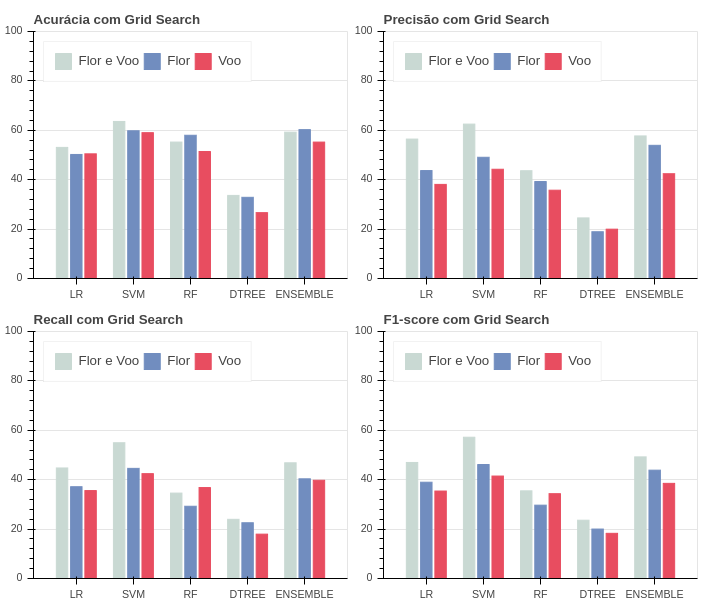 Acurácia com Grid Search
Flor e Voo Flor Voo
100
80
60
40
20
0
LR SVM RF DTREE ENSEMBLE
Precisão com Grid Search
Flor e Voo Flor Voo
100
80
60
40
20
0
LR SVM RF DTREE ENSEMBLE
Recall com Grid Search
Flor e Voo Flor Voo
100
80
60
40
20
0
LR SVM RF DTREE ENSEMBLE
F1-score com Grid Search
Flor e Voo Flor Voo
100
80
60
40
20
0
LR SVM RF DTREE ENSEMBLE